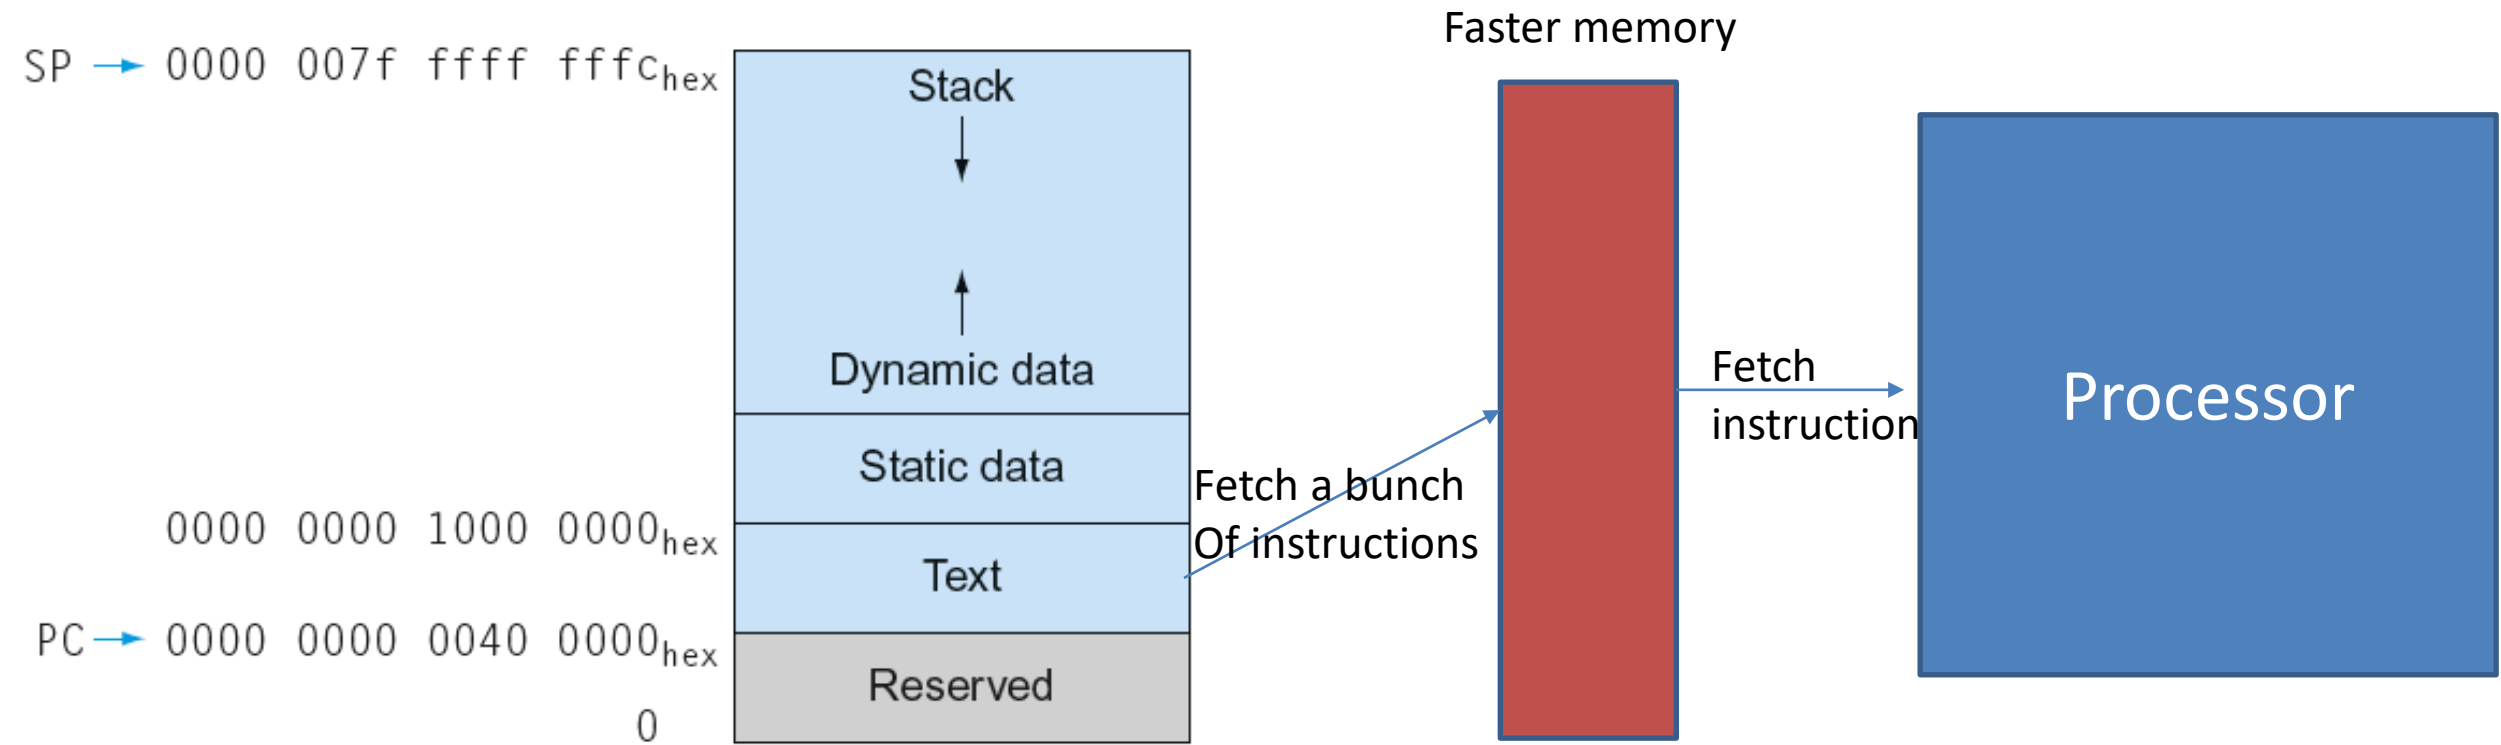 Faster memory
SP 0000 007f ffff fffchex
Stack
Dynamic data
Static data
0000 0000 1000 0000hex
Text
PC 0000 0000 0040 0000hex
Reserved
0
Fetch a bunch
Of instructions
Fetch
instruction
Processor